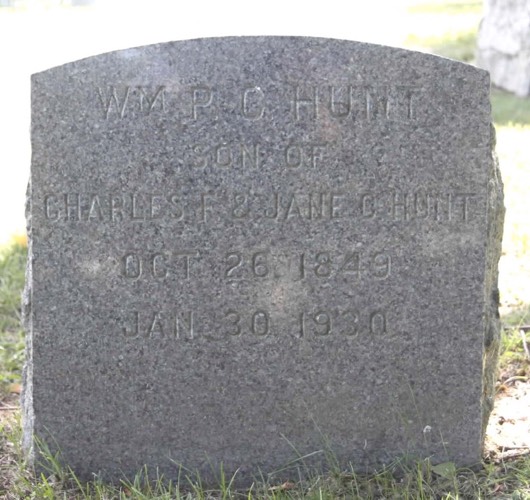 WM P C HUNT
SON OF
CHARLES F & JANE C HUNT
OCT 26 1849
JAN 30 1930